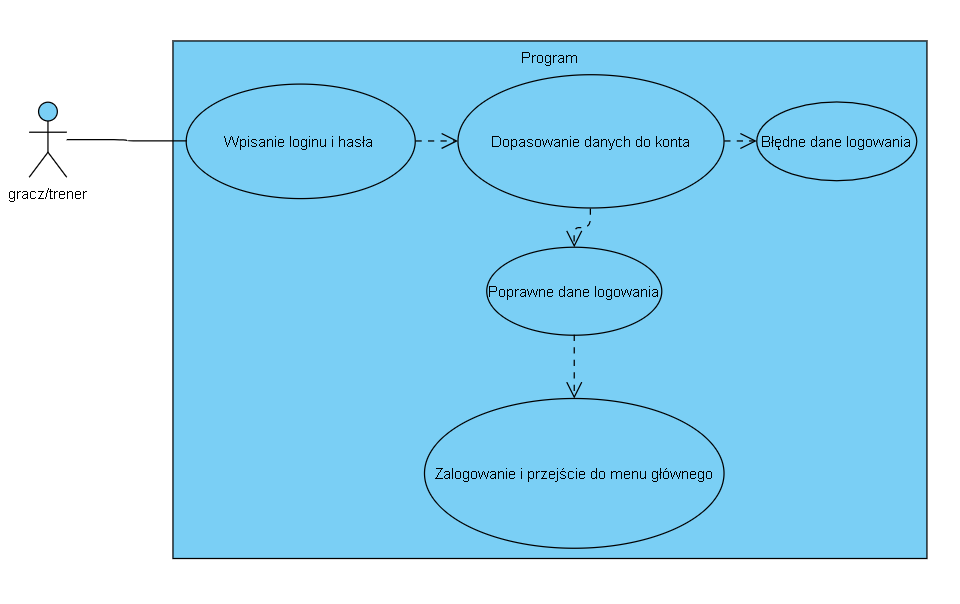 Program
gracz/trener
Wpisanie loginu i hasła
Dopasowanie danych do konta
Błędne dane logowania
Poprawne dane logowania
Zalogowanie i przejście do menu głównego